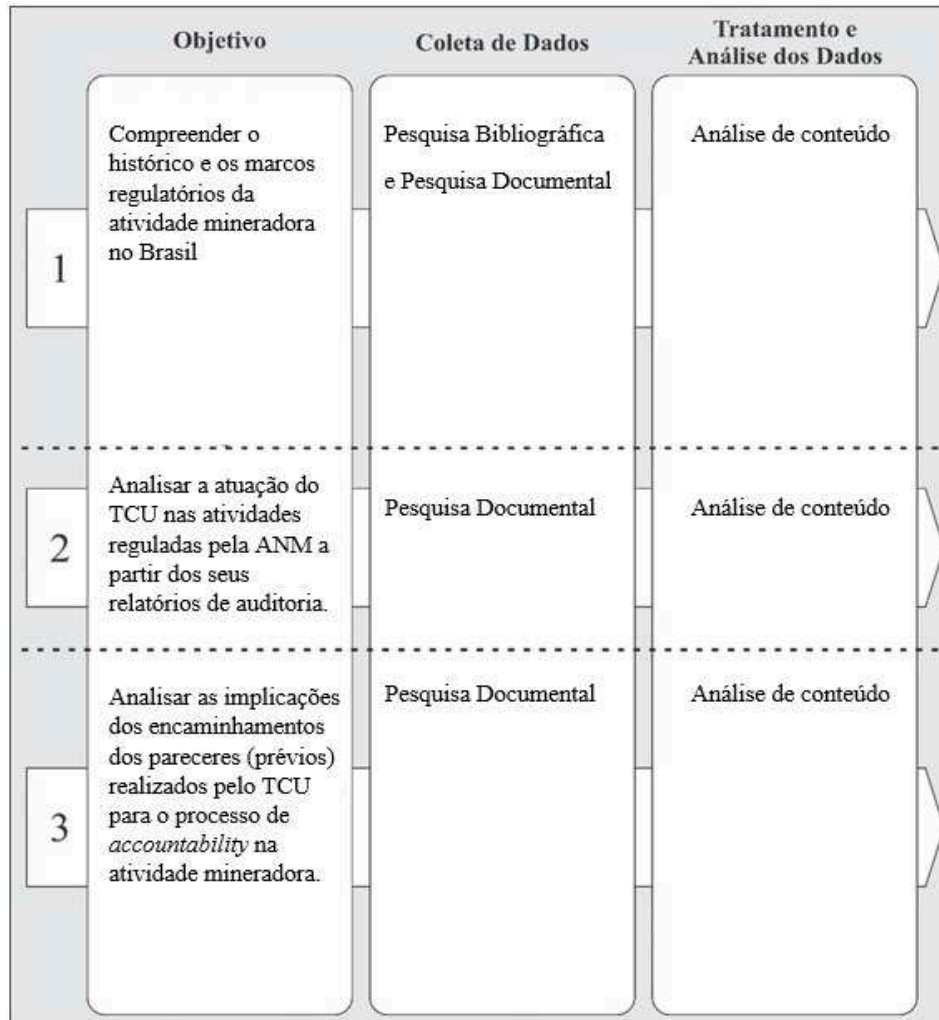 Objetivo
Coleta de Dados
Tratamento e
Análise dos Dados
1
Compreender o
histórico e os marcos
regulatórios da
atividade mineradora
no Brasil
Pesquisa Bibliográfica
e Pesquisa Documental
Análise de conteúdo
2
Analisar a atuação do
TCU nas atividades
reguladas pela ANM a
partir dos seus
relatórios de auditoria.
Pesquisa Documental
Análise de conteúdo
3
Analisar as implicações
dos encaminhamentos
dos pareceres (prévios)
realizados pelo TCU
para o processo de
accountability na
atividade mineradora.
Pesquisa Documental
Análise de conteúdo